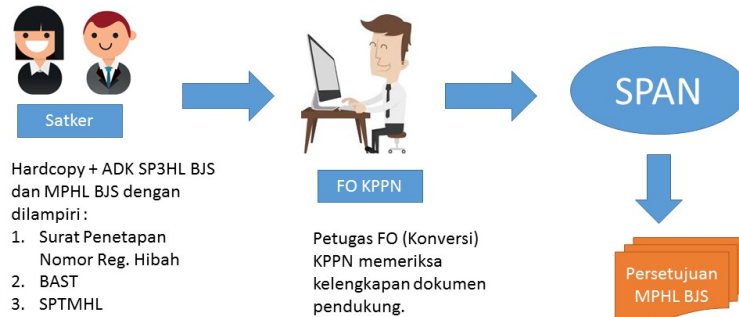 Satker
Hardcopy + ADK SP3HL BJS
dan MPHL BJS dengan
dilampiri :
1. Surat Penetapan
Nomor Reg. Hibah
2. BAST
3. SPTMHL
FO KPPN
Petugas FO (Konversi)
KPPN memeriksa
kelengkapan dokumen
pendukung.
SPAN
Persetujuan
MPHL BJS